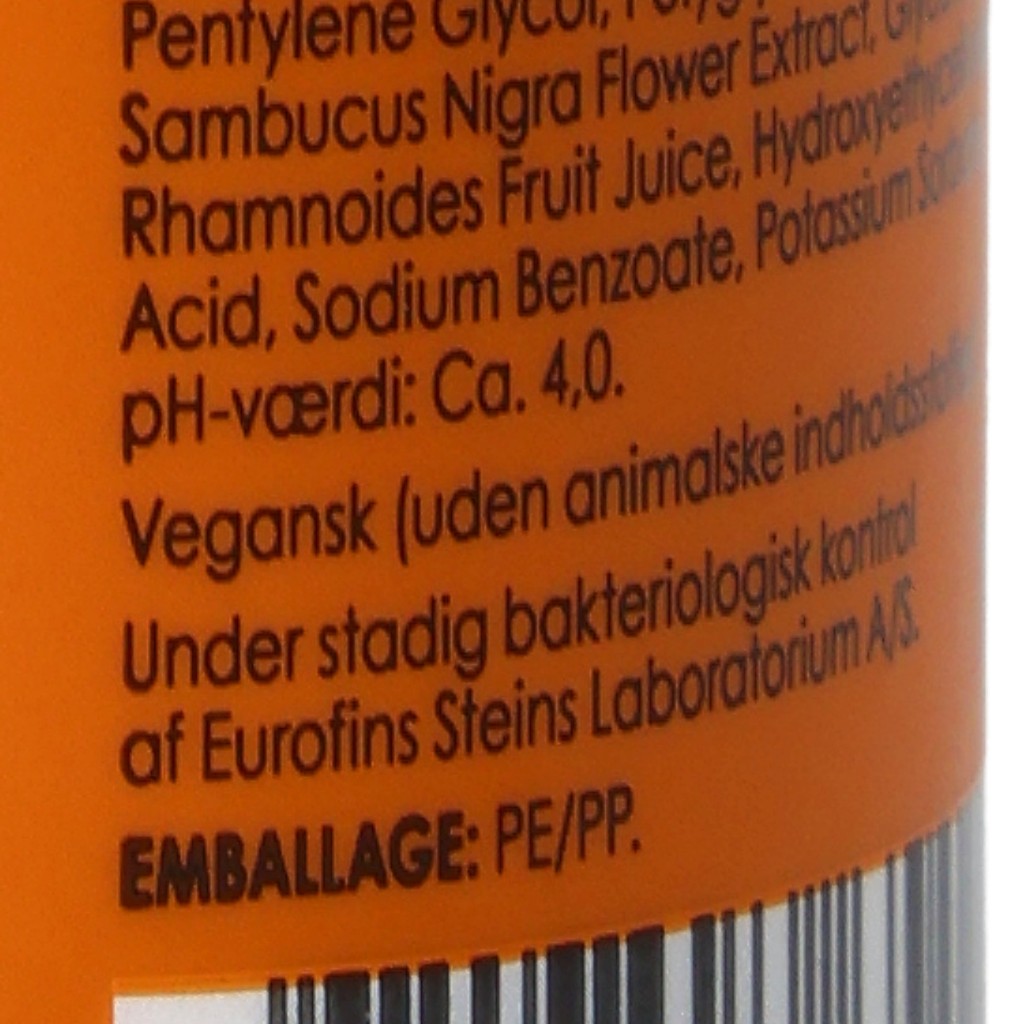 Pentylene Glycol,
Sambucus Nigra Flower Extract,
Rhamnoides Fruit Juice,
Acid, Sodium Benzoate, Potassium
pH-værdi: Ca. 4,0.
Vegansk (uden animalske
Under stadig bakteriologisk kontrol
af Eurofins Steins Laboratorium A/S.
EMBALLAGE: PE/PP.